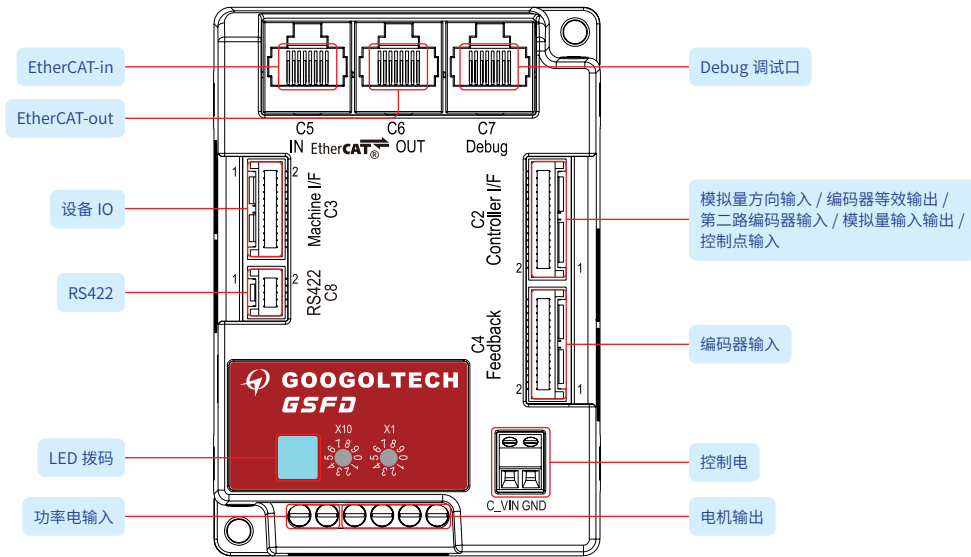 EtherCAT-in
EtherCAT-out
设备 IO
RS422
LED 拨码
功率电输入
C5
C6
C7
IN EtherCAT® OUT
Debug
1
2
Machine I/F
C3
1
2
RS422
C8
C2
Controller I/F
2
1
C4
Feedback
2
1
GOOGOLTECH
GSFD
X10
X1
C_VIN GND
Debug 调试口
模拟量方向输入 / 编码器等效输出 /
第二路编码器输入 / 模拟量输入输出 /
控制点输入
编码器输入
控制电
电机输出